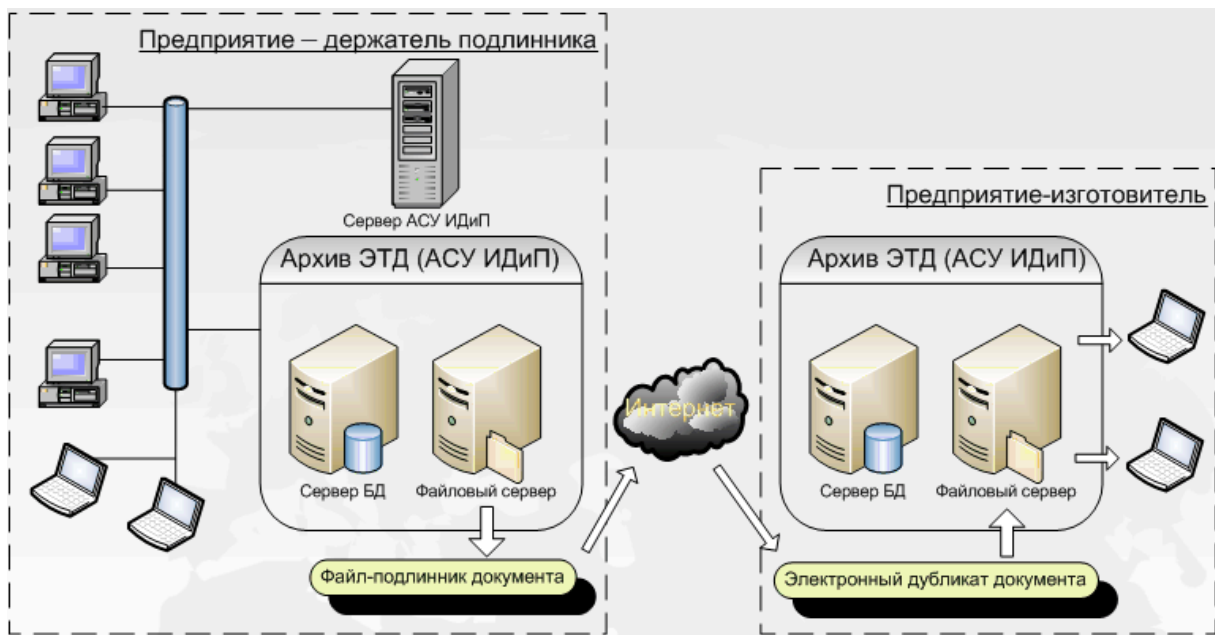 Предприятие – держатель подлинника
Сервер АСУ ИДиП
Архив ЭТД (АСУ ИДиП)
Сервер БД
Файловый сервер
Файл-подлинник документа
Интернет
Предприятие-изготовитель
Архив ЭТД (АСУ ИДиП)
Сервер БД
Файловый сервер
Электронный дубликат документа